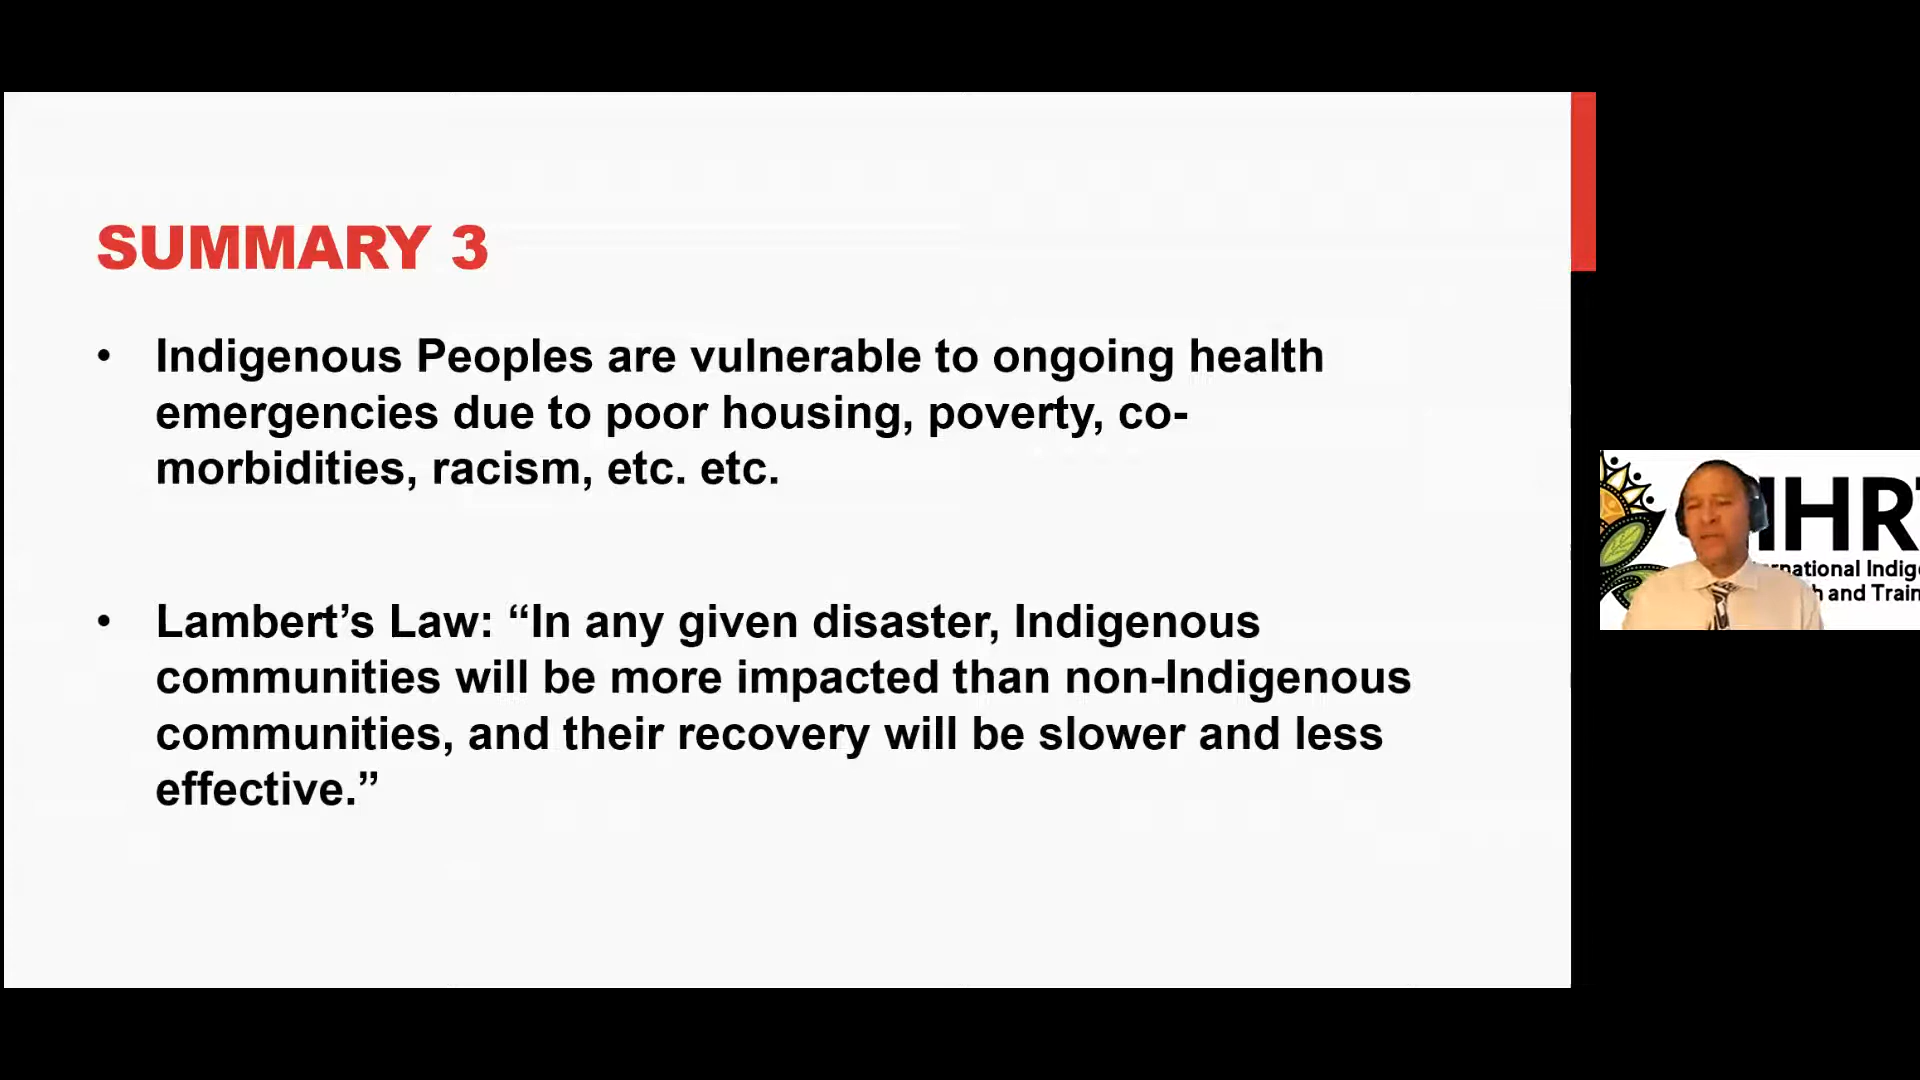 SUMMARY 3
• Indigenous Peoples are vulnerable to ongoing health
emergencies due to poor housing, poverty, co-
morbidities, racism, etc. etc.
• Lambert’s Law: “In any given disaster, Indigenous
communities will be more impacted than non-Indigenous
communities, and their recovery will be slower and less
effective.”
and Train